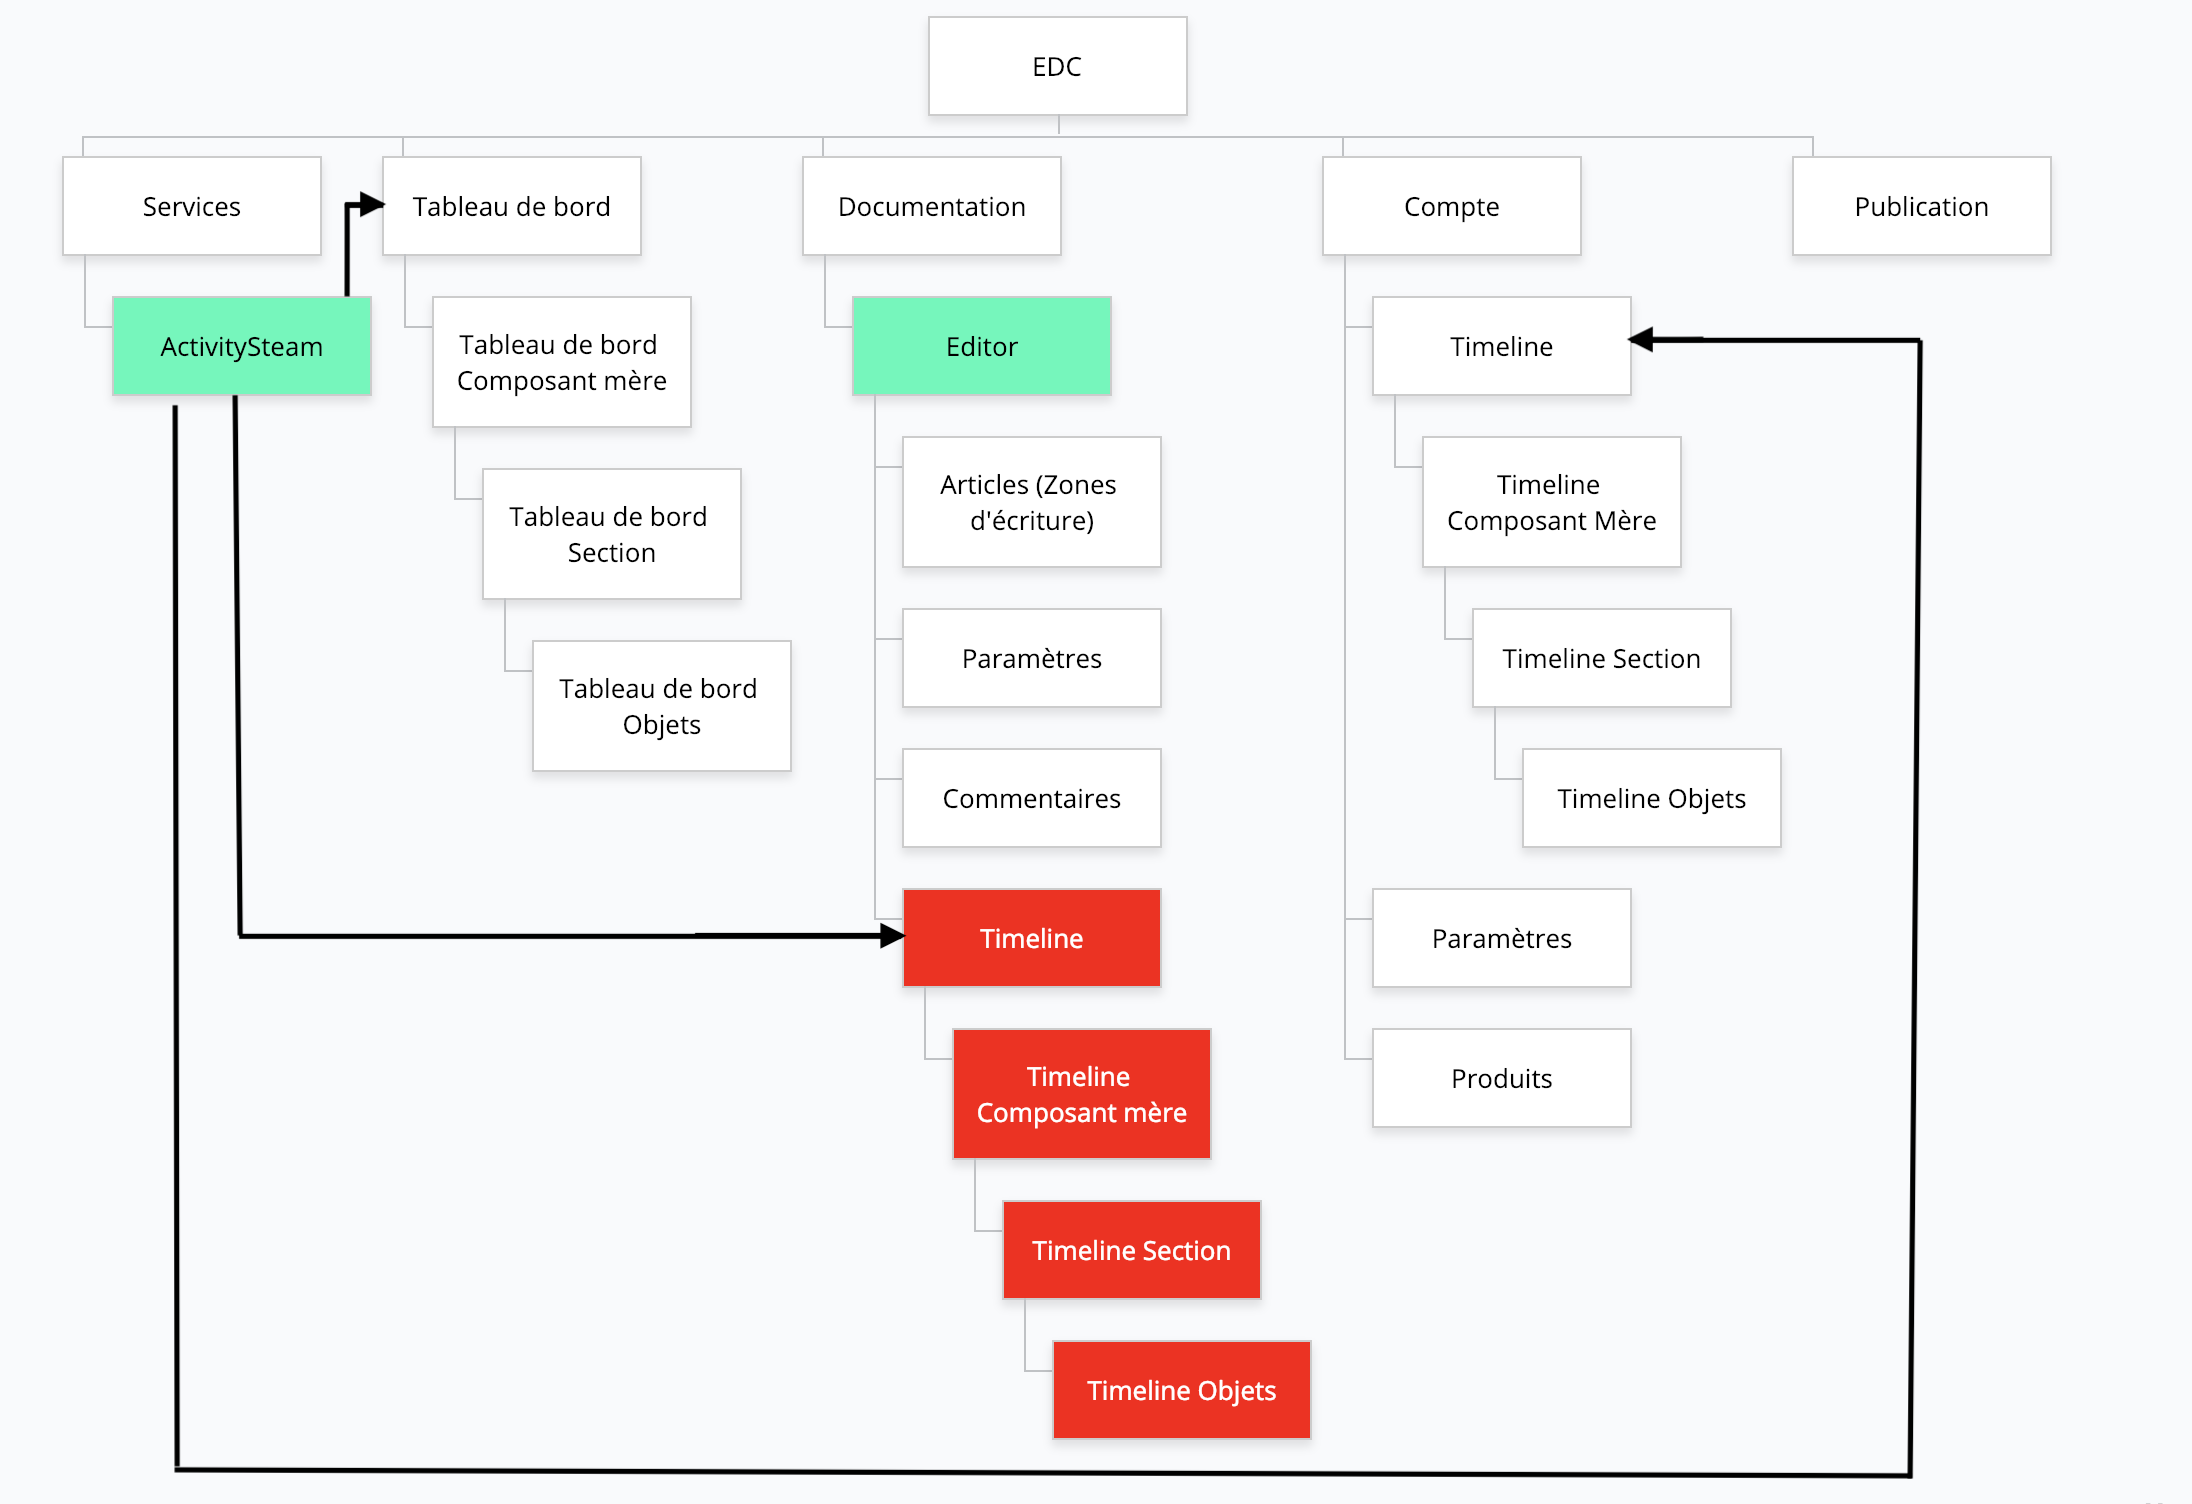 EDC
Services
Tableau de bord
Documentation
Compte
Publication
ActivitySteam
Tableau de bord
Composant mère
Tableau de bord
Section
Tableau de bord
Objets
Editor
Articles (Zones
d'écriture)
Paramètres
Commentaires
Timeline
Timeline
Composant mère
Timeline Section
Timeline Objets
Timeline
Timeline
Composant Mère
Timeline Section
Timeline Objets
Paramètres
Produits